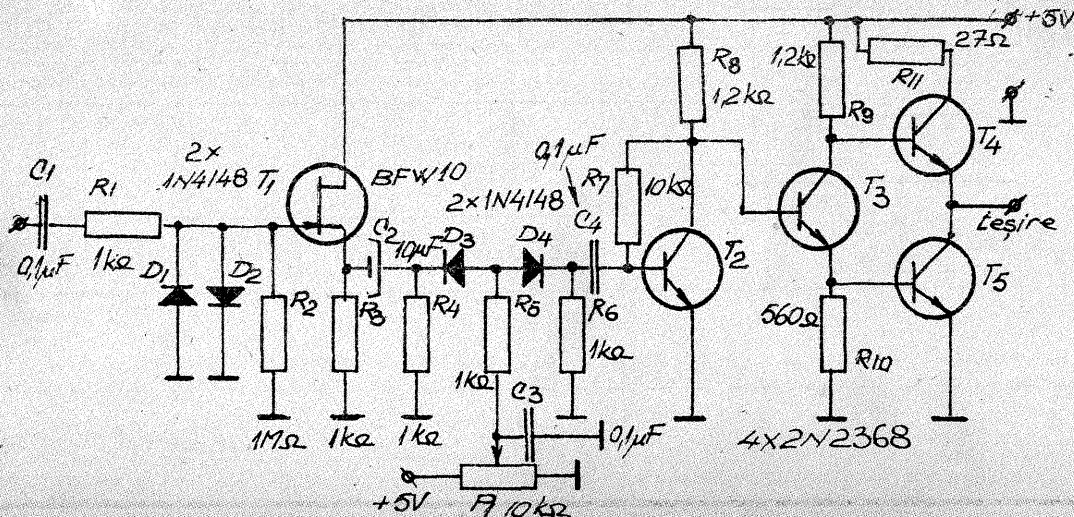 +5V
27Ω
R11
1,2kΩ
R8
1,2kΩ
R9
T4
C1
R1
2x
1N4148
T1
BFW10
0,1µF
R7
10kΩ
2x1N4148
C4
T3
Ieşire
C2
10µF
D3
D4
T2
0,1µF
1kΩ
D1
D2
R2
R3
R4
R5
R6
1kΩ
560Ω
T5
R10
1kΩ
C3
1MΩ
1kΩ
1kΩ
0,1µF
4x2N2368
+5V
P1
10kΩ